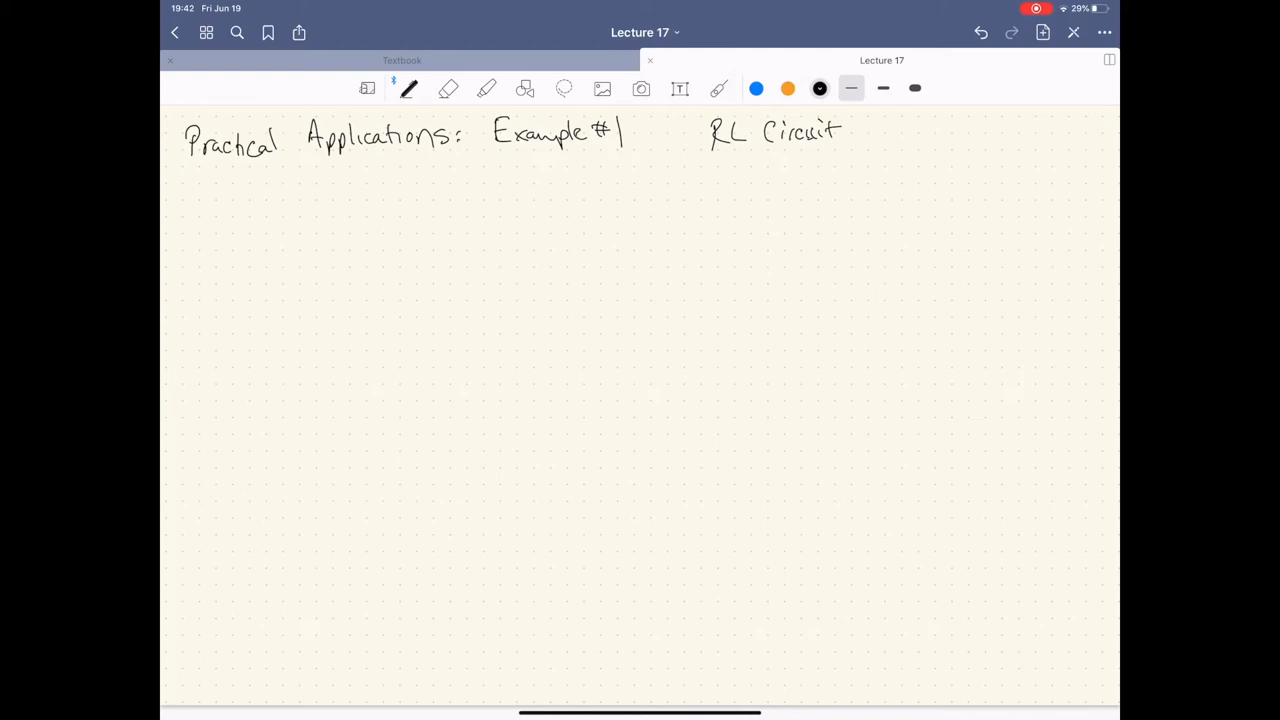 19:42 Fri Jun 19
29%
Lecture 17
Textbook
Lecture 17
T
Practical Applications: Example #1 RL Circuit